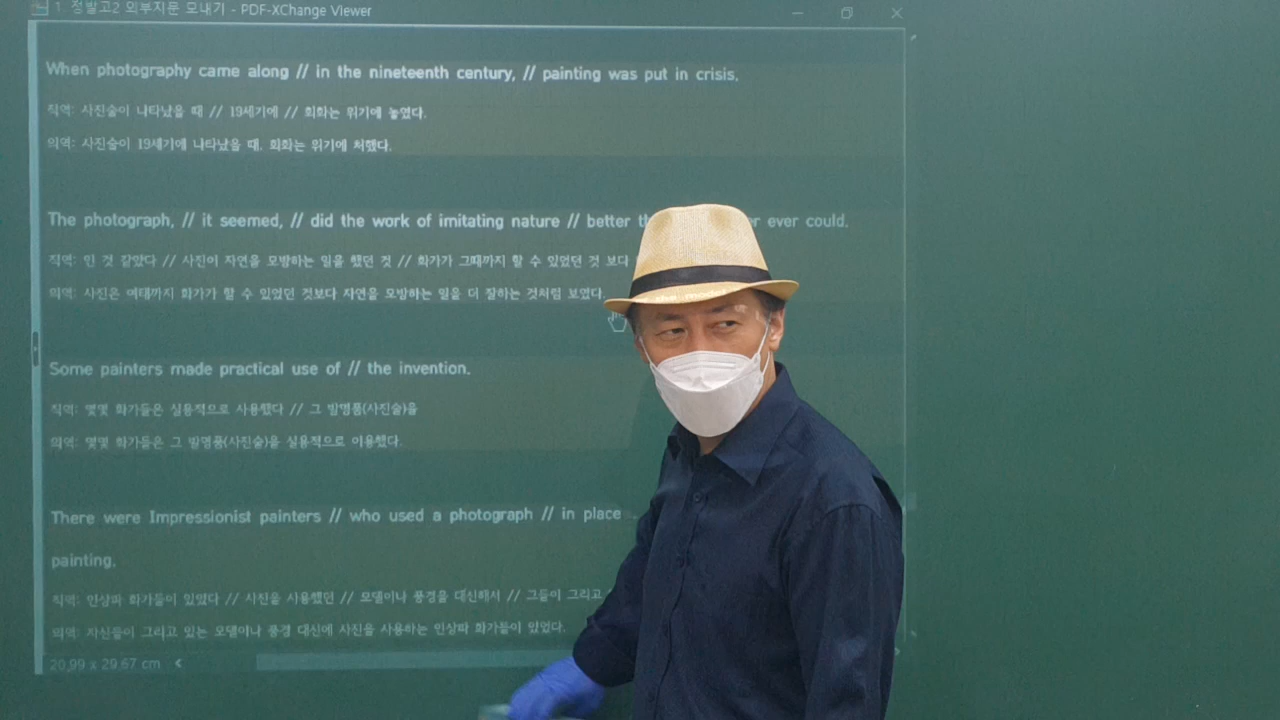 1. 정발고2 외부지문 모내기 - PDF-XChange Viewer
When photography came along // in the nineteenth century, // painting was put in crisis.
직역: 사진술이 나타났을 때 // 19세기에 // 회화는 위기에 놓였다.
의역: 사진술이 19세기에 나타났을 때, 회화는 위기에 처했다.
The photograph, // it seemed, // did the work of imitating nature // better ever could.
직역: 인 것 같았다 // 사진이 자연을 모방하는 일을 했던 것 // 화가가 그때까지 할 수 있었던 것 보다
의역: 사진은 여태까지 화가가 할 수 있었던 것보다 자연을 모방하는 일을 더 잘하는 것처럼 보였다.
Some painters made practical use of // the invention.
직역: 몇몇 화가들은 실용적으로 사용했다 // 그 발명품(사진술)을
의역: 몇몇 화가들은 그 발명품(사진술)을 실용적으로 이용했다.
There were Impressionist painters // who used a photograph // in place
painting.
직역: 인상파 화가들이 있었다 // 사진을 사용했던 // 모델이나 풍경을 대신해서 // 그들이 그리고
의역: 자신들이 그리고 있는 모델이나 풍경 대신에 사진을 사용하는 인상파 화가들이 있었다.
20.99 x 29.67 cm